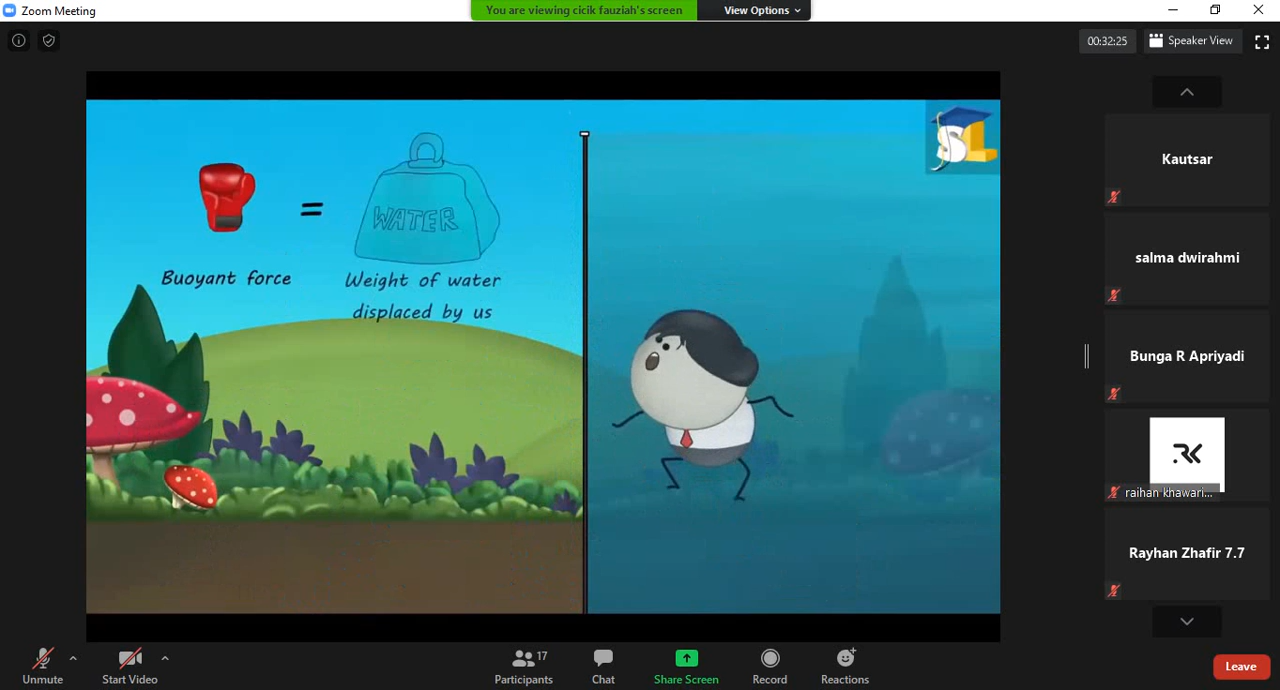 Zoom Meeting
You are viewing cicik fauziah's screen
View Options
00:32:25
Speaker View
SL
WATER
=
Buoyant force
Weight of water
displaced by us
Kautsar
salma dwirahmi
Bunga R Apriyadi
RK
raihan khawari...
Rayhan Zhafir 7.7
Unmute
Start Video
17
Participants
Chat
Share Screen
Record
Reactions
Leave